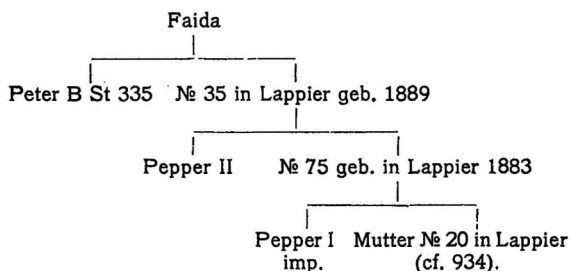 Faida
Peter B St 335 № 35 in Lappier geb. 1889
Pepper II № 75 geb. in Lappier 1883
Pepper I Mutter № 20 in Lappier
imp. (cf. 934).